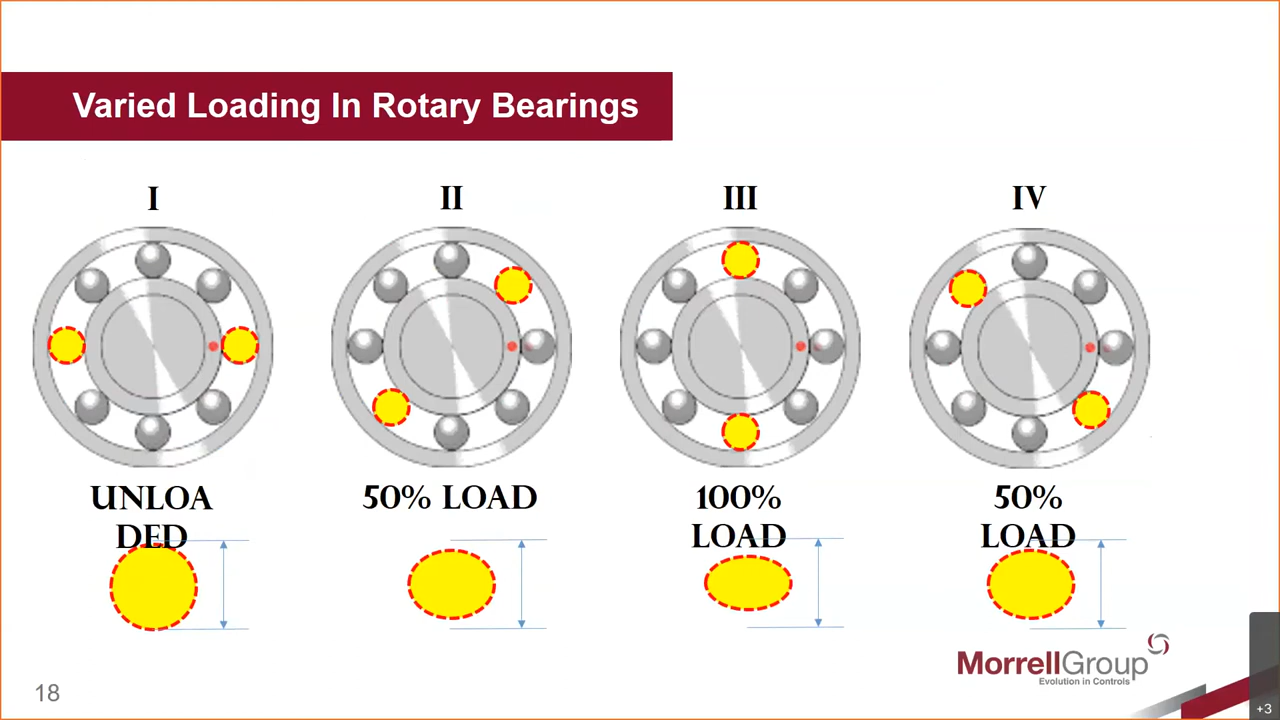 Varied Loading In Rotary Bearings
I
II
III
IV
UNLOA
DED
50% LOAD
100%
LOAD
50%
LOAD
MorrellGroup
Evolution in Controls
18
+3